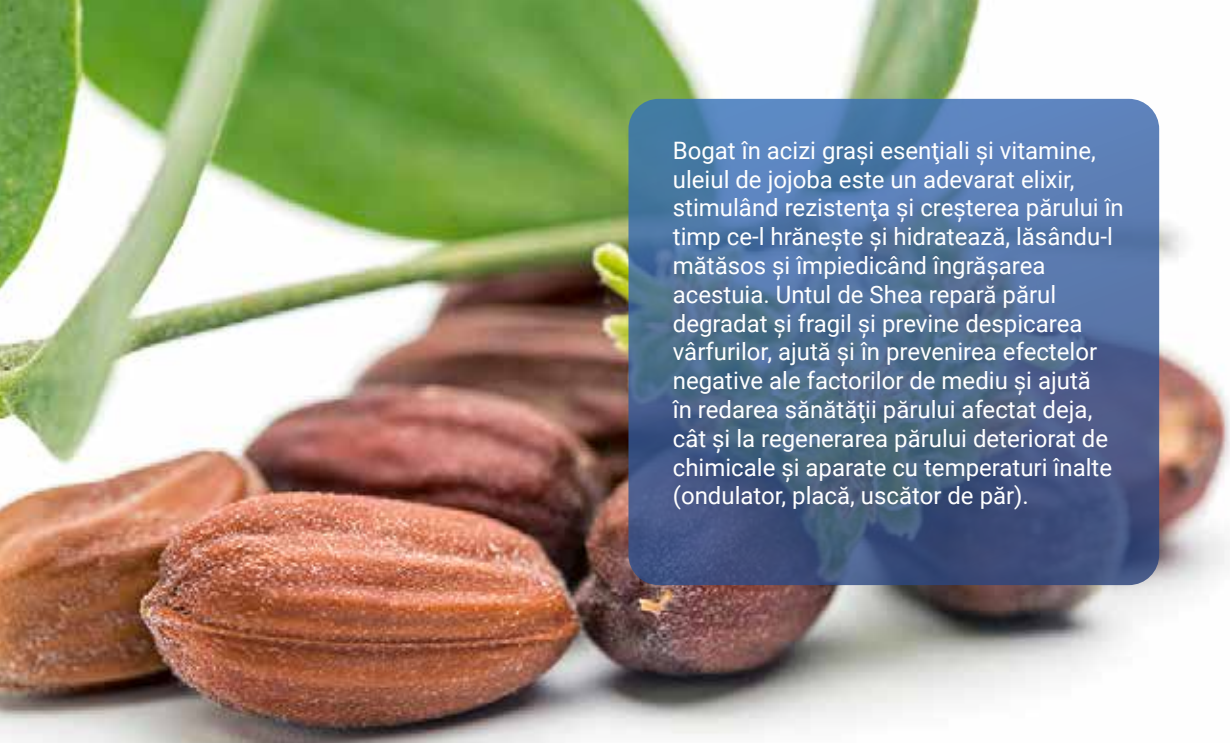 Bogat în acizi grași esenţiali și vitamine,
uleiul de jojoba este un adevarat elixir,
stimulând rezistenţa și creșterea părului în
timp ce-l hrănește și hidratează, lăsându-l
mătăsos și împiedicând îngrășarea
acestuia. Untul de Shea repară părul
degradat și fragil și previne despicarea
vârfurilor, ajută și în prevenirea efectelor
negative ale factorilor de mediu și ajută
în redarea sănătăţii părului afectat deja,
cât și la regenerarea părului deteriorat de
chimicale și aparate cu temperaturi înalte
(ondulator, placă, uscător de păr).